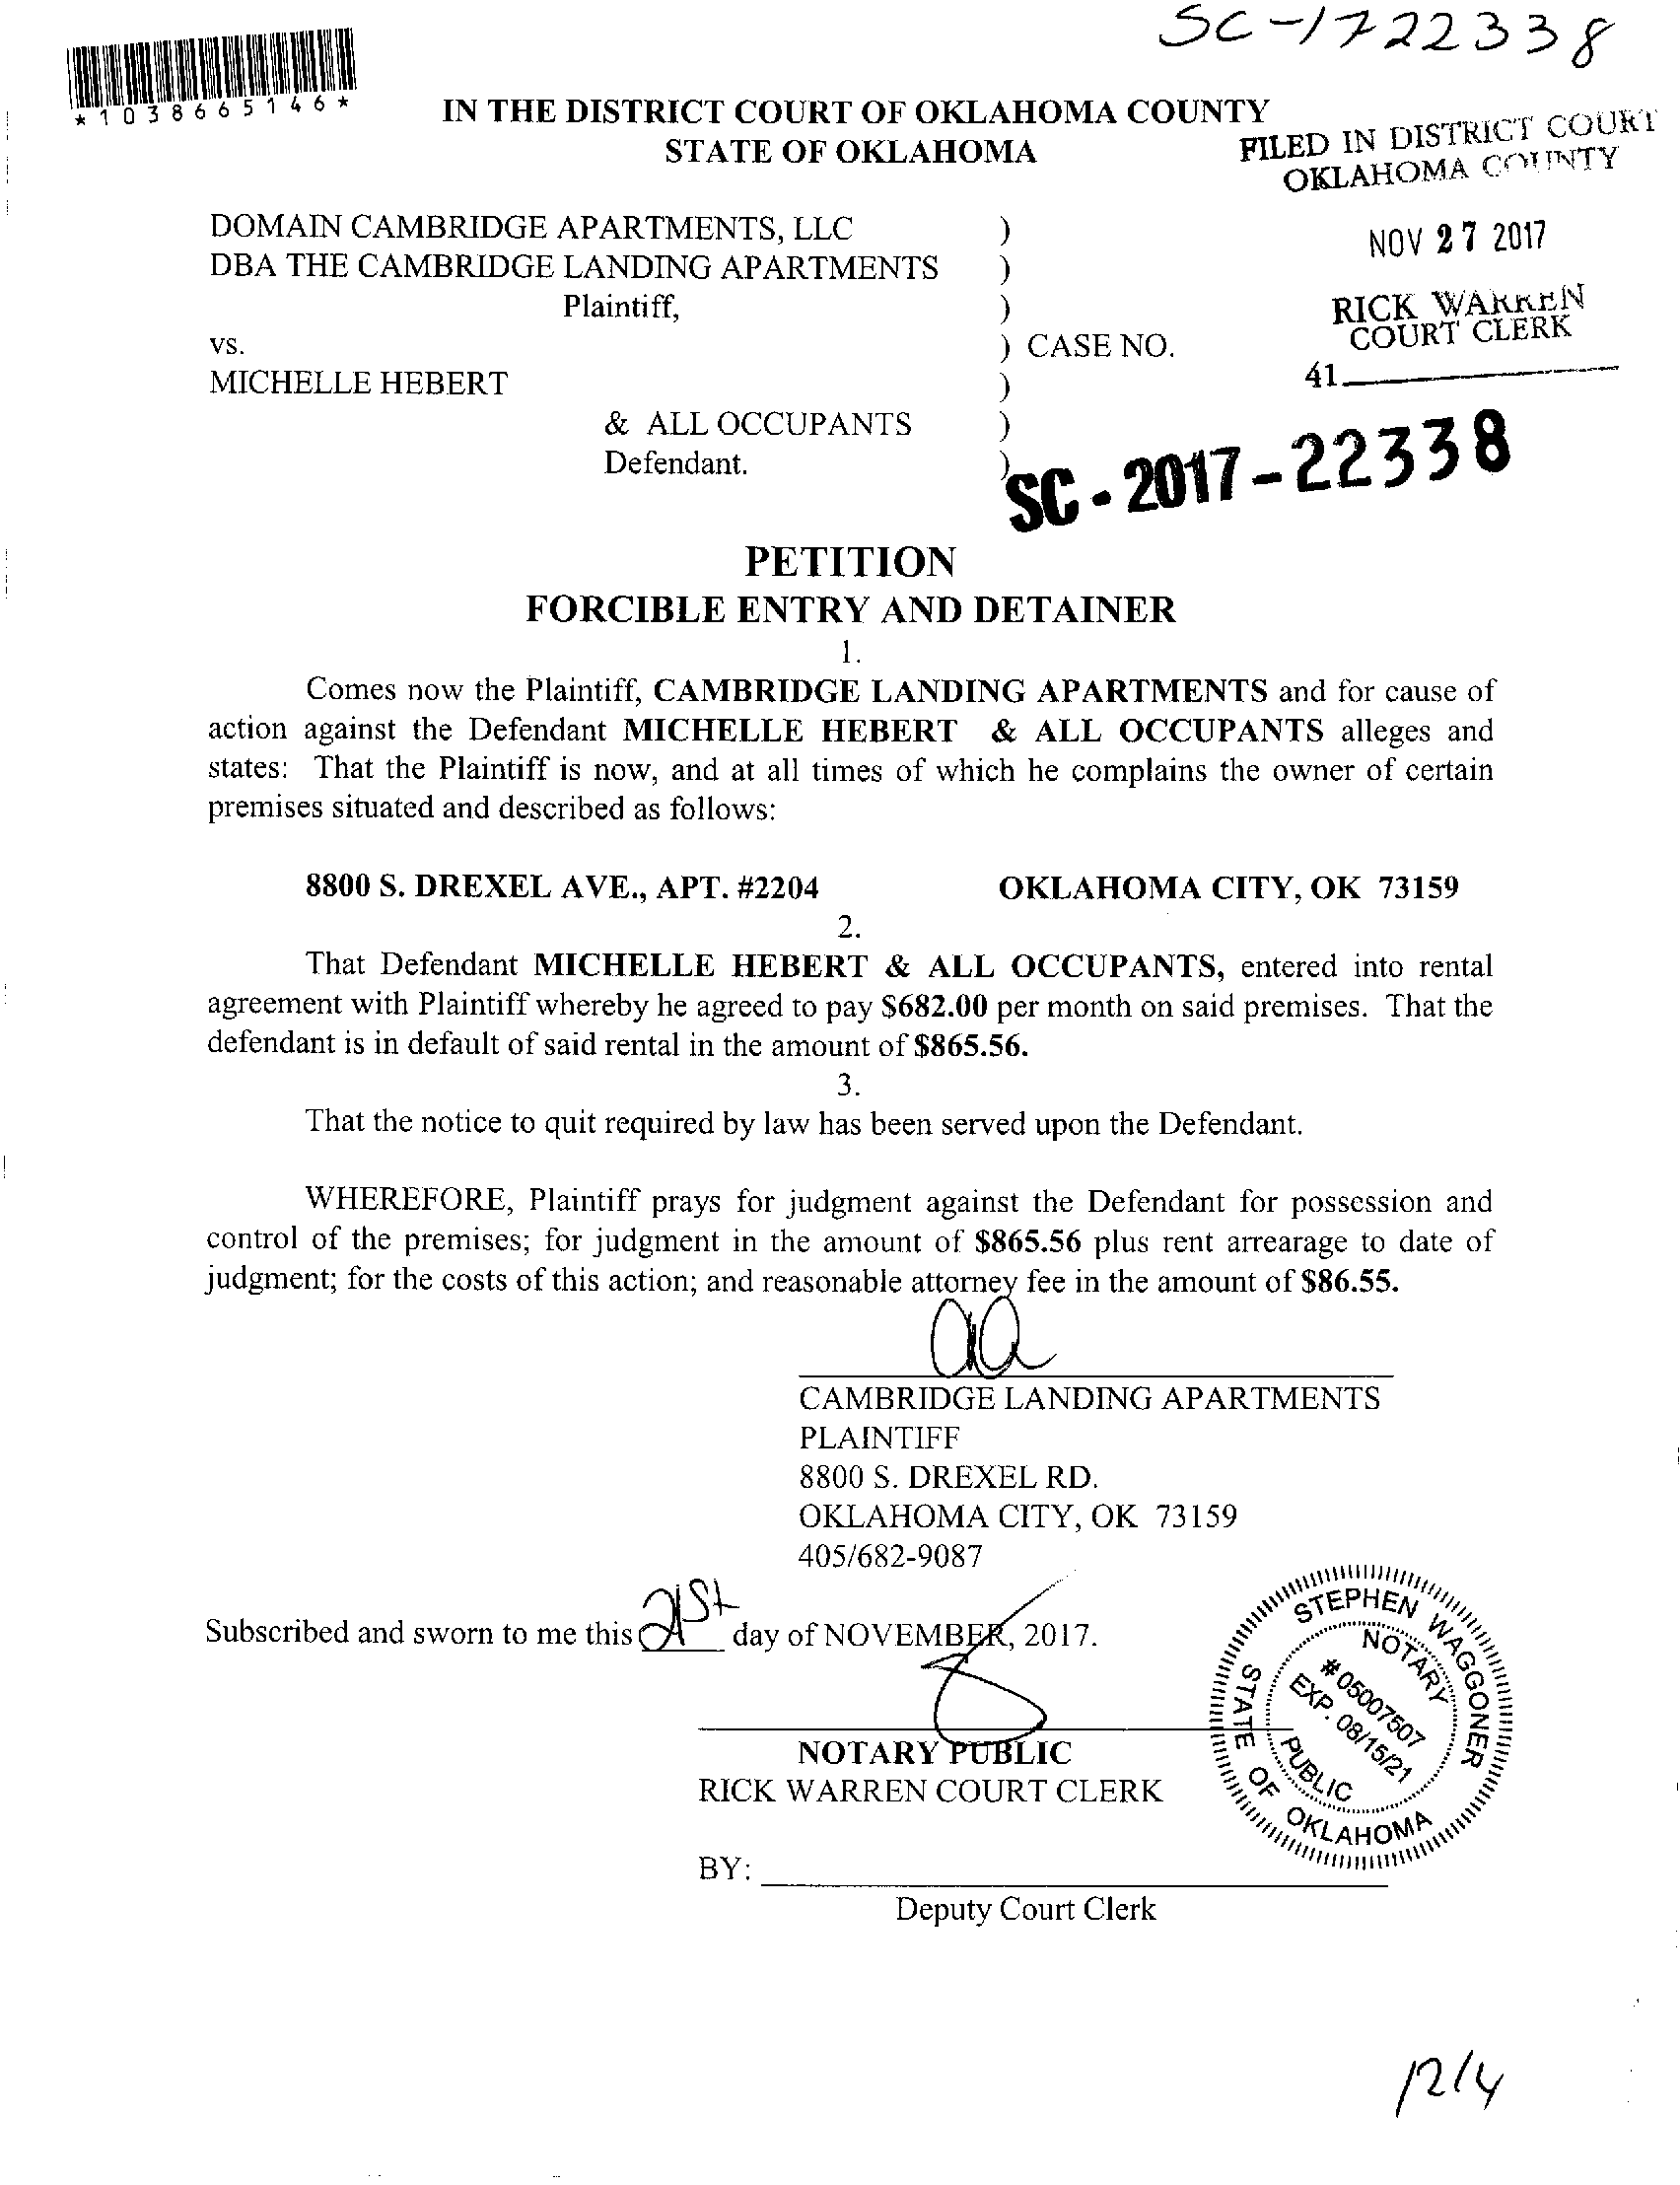 SC-1722338
*1038665146*
IN THE DISTRICT COURT OF OKLAHOMA COUNTY
STATE OF OKLAHOMA
FILED IN DISTRICT COURT
OKLAHOMA COUNTY
DOMAIN CAMBRIDGE APARTMENTS, LLC )
DBA THE CAMBRIDGE LANDING APARTMENTS )
NOV 27 2017
Plaintiff, )
RICK WARREN
COURT CLERK
vs. ) CASE NO.
41
MICHELLE HEBERT )
& ALL OCCUPANTS )
Defendant. )
SC-2017-22338
PETITION
FORCIBLE ENTRY AND DETAINER
1.
Comes now the Plaintiff, CAMBRIDGE LANDING APARTMENTS and for cause of
action against the Defendant MICHELLE HEBERT & ALL OCCUPANTS alleges and
states: That the Plaintiff is now, and at all times of which he complains the owner of certain
premises situated and described as follows:
8800 S. DREXEL AVE., APT. #2204 OKLAHOMA CITY, OK 73159
2.
That Defendant MICHELLE HEBERT & ALL OCCUPANTS, entered into rental
agreement with Plaintiff whereby he agreed to pay $682.00 per month on said premises. That the
defendant is in default of said rental in the amount of $865.56.
3.
That the notice to quit required by law has been served upon the Defendant.
WHEREFORE, Plaintiff prays for judgment against the Defendant for possession and
control of the premises; for judgment in the amount of $865.56 plus rent arrearage to date of
judgment; for the costs of this action; and reasonable attorney fee in the amount of $86.55.
CAMBRIDGE LANDING APARTMENTS
PLAINTIFF
8800 S. DREXEL RD.
OKLAHOMA CITY, OK 73159
405/682-9087
Subscribed and sworn to me this 21st day of NOVEMBER, 2017.
NOTARY PUBLIC
RICK WARREN COURT CLERK
STEPHEN WAGGONER
NOTARY
# 05007507
EXP. 08/15/21
PUBLIC
STATE OF OKLAHOMA
BY:
Deputy Court Clerk
12/4